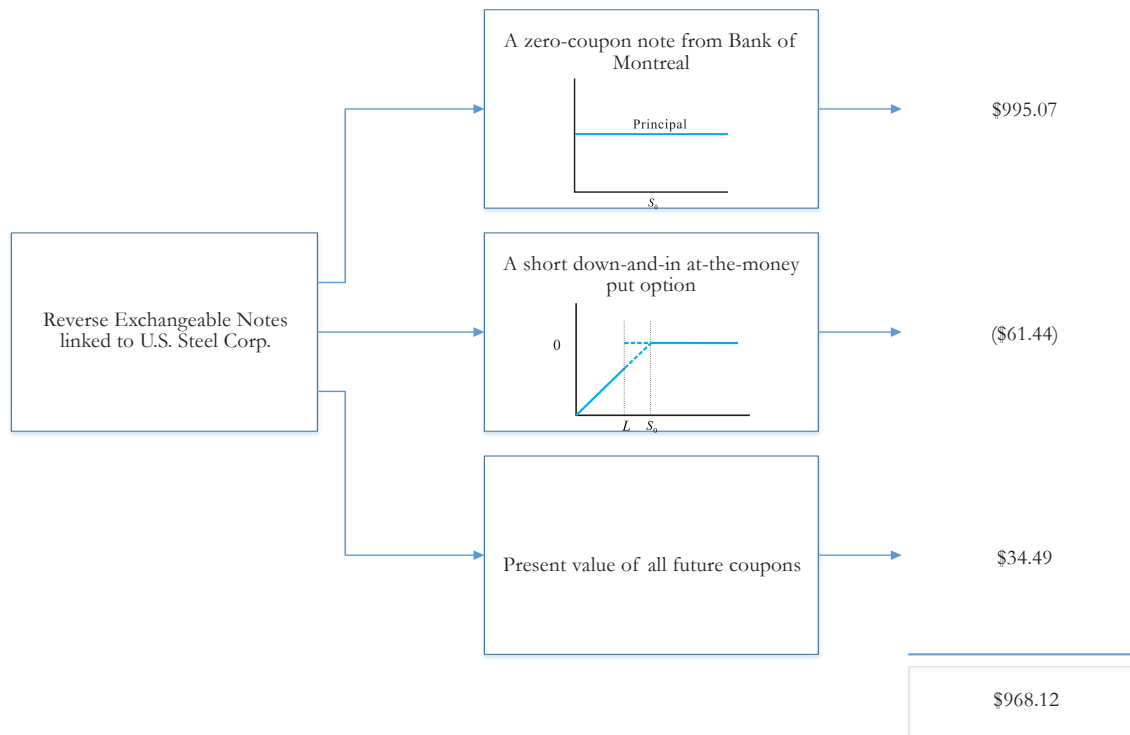 A zero-coupon note from Bank of
Montreal
Principal
S₀
$995.07
Reverse Exchangeable Notes
linked to U.S. Steel Corp.
A short down-and-in at-the-money
put option
0
L S₀
($61.44)
Present value of all future coupons
$34.49
$968.12